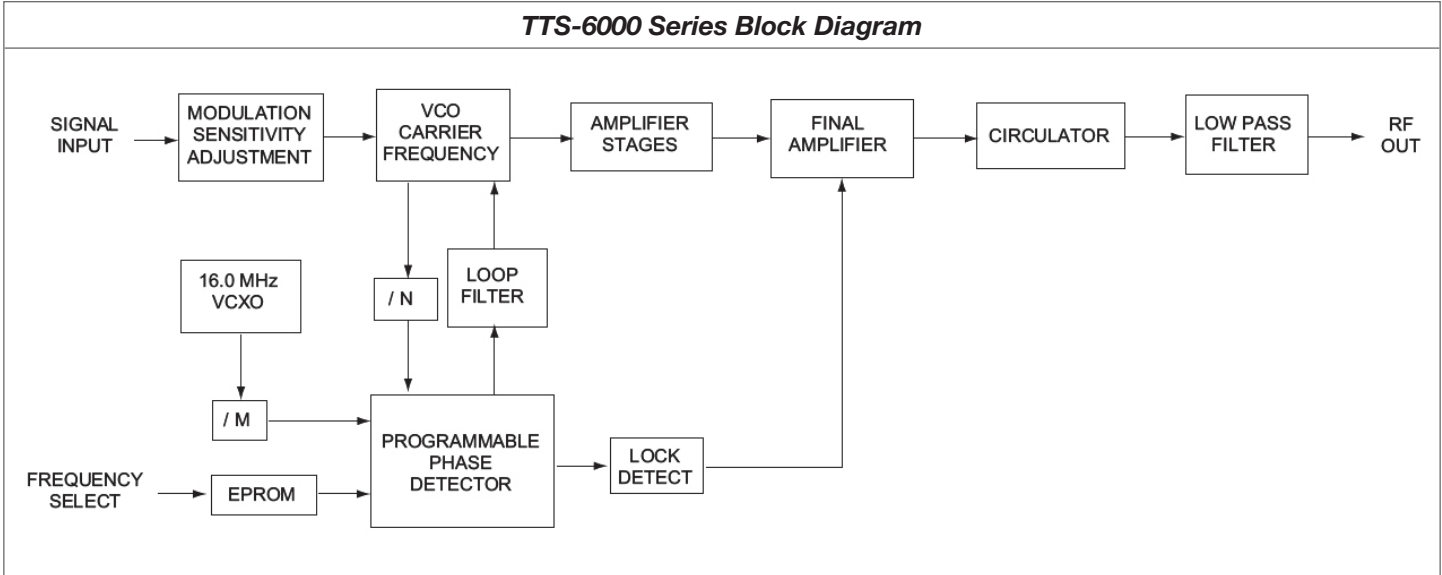 TTS-6000 Series Block Diagram
SIGNAL
INPUT
MODULATION
SENSITIVITY
ADJUSTMENT
VCO
CARRIER
FREQUENCY
AMPLIFIER
STAGES
FINAL
AMPLIFIER
CIRCULATOR
LOW PASS
FILTER
RF
OUT
16.0 MHz
VCXO
/ N
LOOP
FILTER
/ M
PROGRAMMABLE
PHASE
DETECTOR
LOCK
DETECT
FREQUENCY
SELECT
EPROM